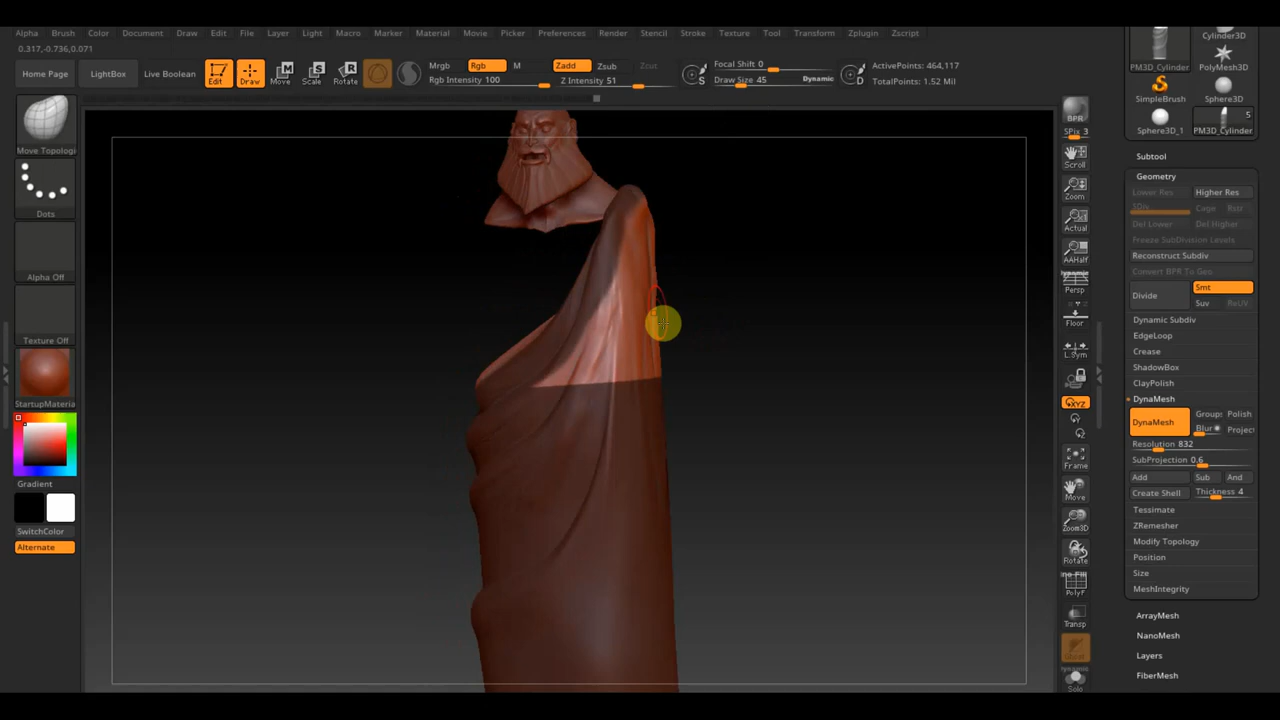 Alpha Brush Color Document Draw Edit File Layer Light Macro Marker Material Movie Picker Preferences Render Stencil Stroke Texture Tool Transform Zplugin Zscript
0.317,-0.736,0.071
Home Page
LightBox
Live Boolean
Edit
Draw
Move
Scale
Rotate
Mrgb
Rgb
M
Rgb Intensity 100
Zadd
Zsub
Zcut
Z Intensity 51
S
Focal Shift 0
Draw Size 45
Dynamic
D
ActivePoints: 464,117
TotalPoints: 1.52 Mil
Move Topologi
Dots
Alpha Off
Texture Off
StartupMateria
Gradient
SwitchColor
Alternate
BPR
SPix 3
Scroll
Zoom
Actual
AAHalf
Persp
Floor
L.Sym
XYZ
Frame
Move
Zoom3D
Rotate
PolyF
Transp
Solo
PM3D_Cylinder
Cylinder3D
PolyMesh3D
SimpleBrush
Sphere3D
Sphere3D_1
5
PM3D_Cylinder
Subtool
Geometry
Lower Res
Higher Res
SDiv
Cage
Rstr
Del Lower
Del Higher
Freeze SubDivision Levels
Reconstruct Subdiv
Convert BPR To Geo
Divide
Smt
Suv
ReUV
Dynamic Subdiv
EdgeLoop
Crease
ShadowBox
ClayPolish
DynaMesh
DynaMesh
Groups
Polish
Blur
Projec
Resolution 832
SubProjection 0.6
Add
Sub
And
Create Shell
Thickness 4
Tessimate
ZRemesher
Modify Topology
Position
Size
MeshIntegrity
ArrayMesh
NanoMesh
Layers
FiberMesh